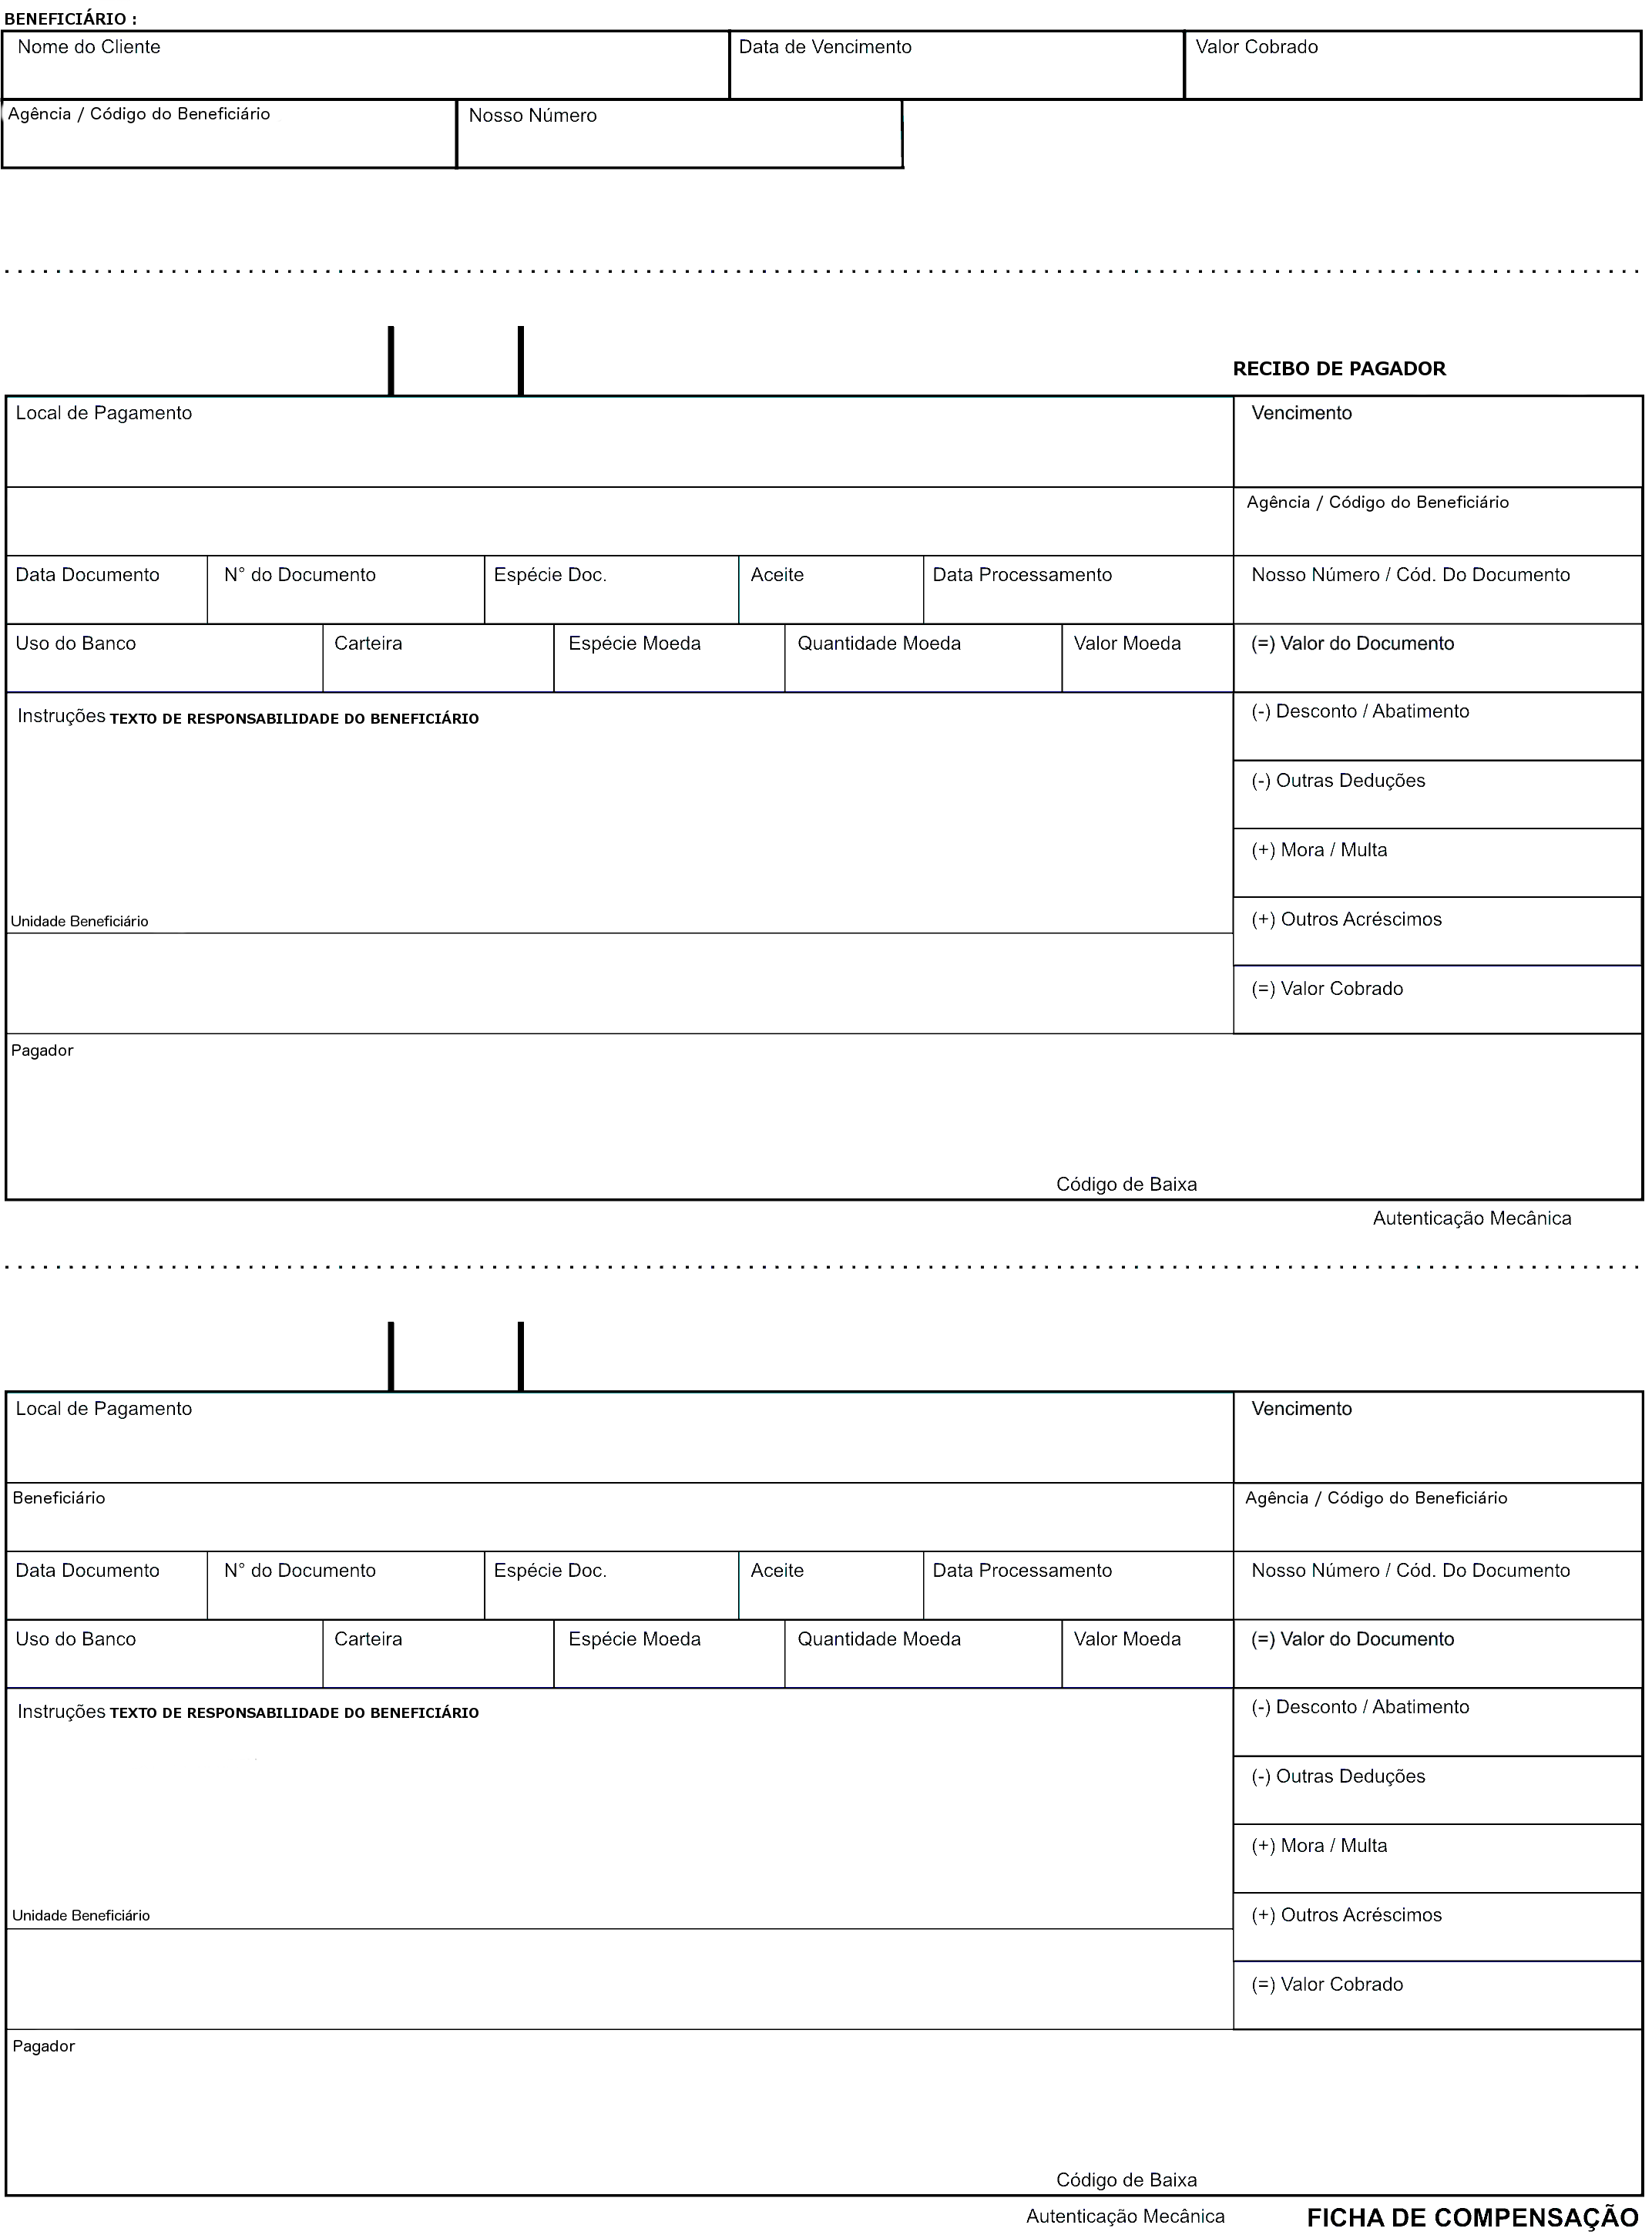 BENEFICIÁRIO :
Nome do Cliente Data de Vencimento Valor Cobrado
Agência / Código do Beneficiário Nosso Número
RECIBO DE PAGADOR
Local de Pagamento Vencimento
Agência / Código do Beneficiário
Data Documento N° do Documento Espécie Doc. Aceite Data Processamento Nosso Número / Cód. Do Documento
Uso do Banco Carteira Espécie Moeda Quantidade Moeda Valor Moeda (=) Valor do Documento
Instruções TEXTO DE RESPONSABILIDADE DO BENEFICIÁRIO (-) Desconto / Abatimento
(-) Outras Deduções
(+) Mora / Multa
Unidade Beneficiário (+) Outros Acréscimos
(=) Valor Cobrado
Pagador
Código de Baixa
Autenticação Mecânica
Local de Pagamento Vencimento
Beneficiário Agência / Código do Beneficiário
Data Documento N° do Documento Espécie Doc. Aceite Data Processamento Nosso Número / Cód. Do Documento
Uso do Banco Carteira Espécie Moeda Quantidade Moeda Valor Moeda (=) Valor do Documento
Instruções TEXTO DE RESPONSABILIDADE DO BENEFICIÁRIO (-) Desconto / Abatimento
(-) Outras Deduções
(+) Mora / Multa
Unidade Beneficiário (+) Outros Acréscimos
(=) Valor Cobrado
Pagador
Código de Baixa
Autenticação Mecânica FICHA DE COMPENSAÇÃO